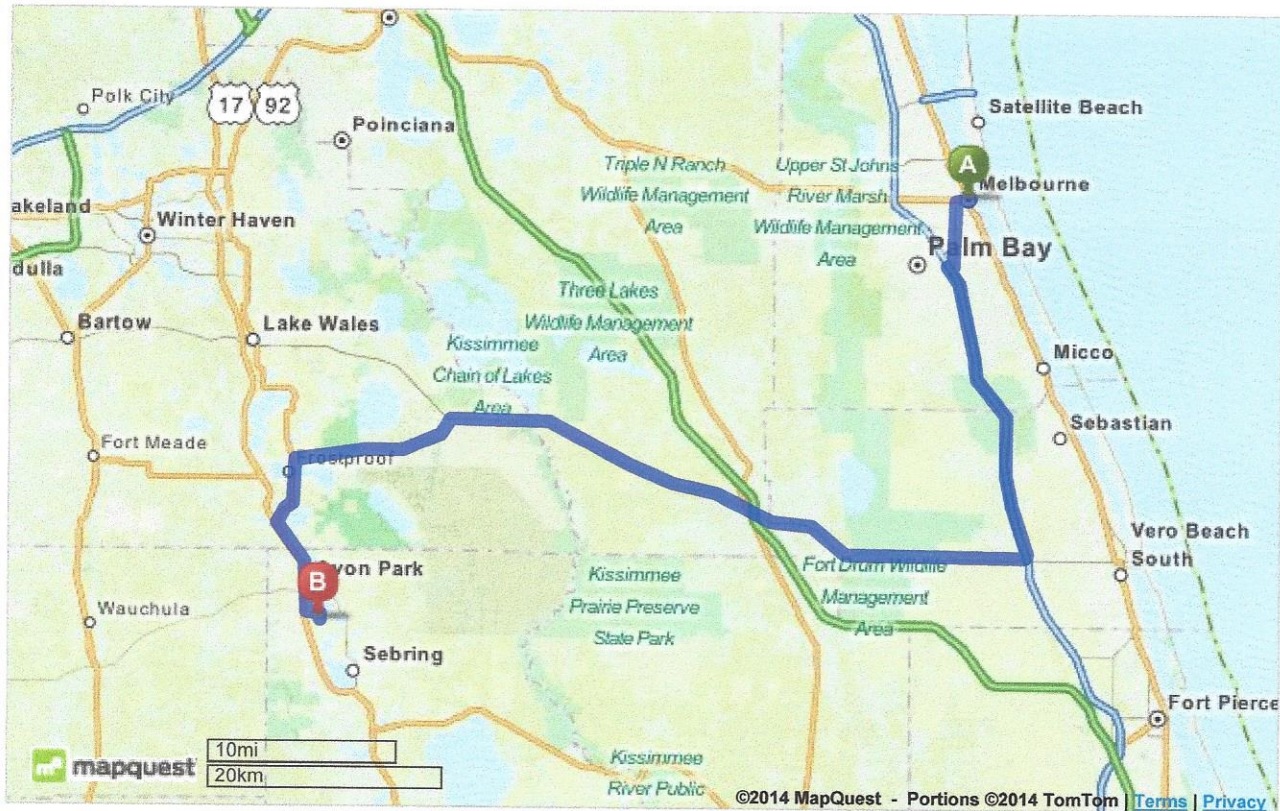 Polk City
17
92
Poinciana
Satellite Beach
A
Melbourne
Triple N Ranch
Wildlife Management
Area
Upper St Johns
River Marsh
Wildlife Management
Area
akeland
Winter Haven
dulla
Palm Bay
Three Lakes
Wildlife Management
Area
Bartow
Lake Wales
Kissimmee
Chain of Lakes
Area
Micco
Sebastian
Fort Meade
Frostproof
Vero Beach
South
B
von Park
Kissimmee
Prairie Preserve
State Park
Fort Drum Wildlife
Management
Area
Wauchula
Sebring
Fort Pierce
10mi
20km
mq mapquest
Kissimmee
River Public
©2014 MapQuest - Portions ©2014 TomTom | Terms | Privacy